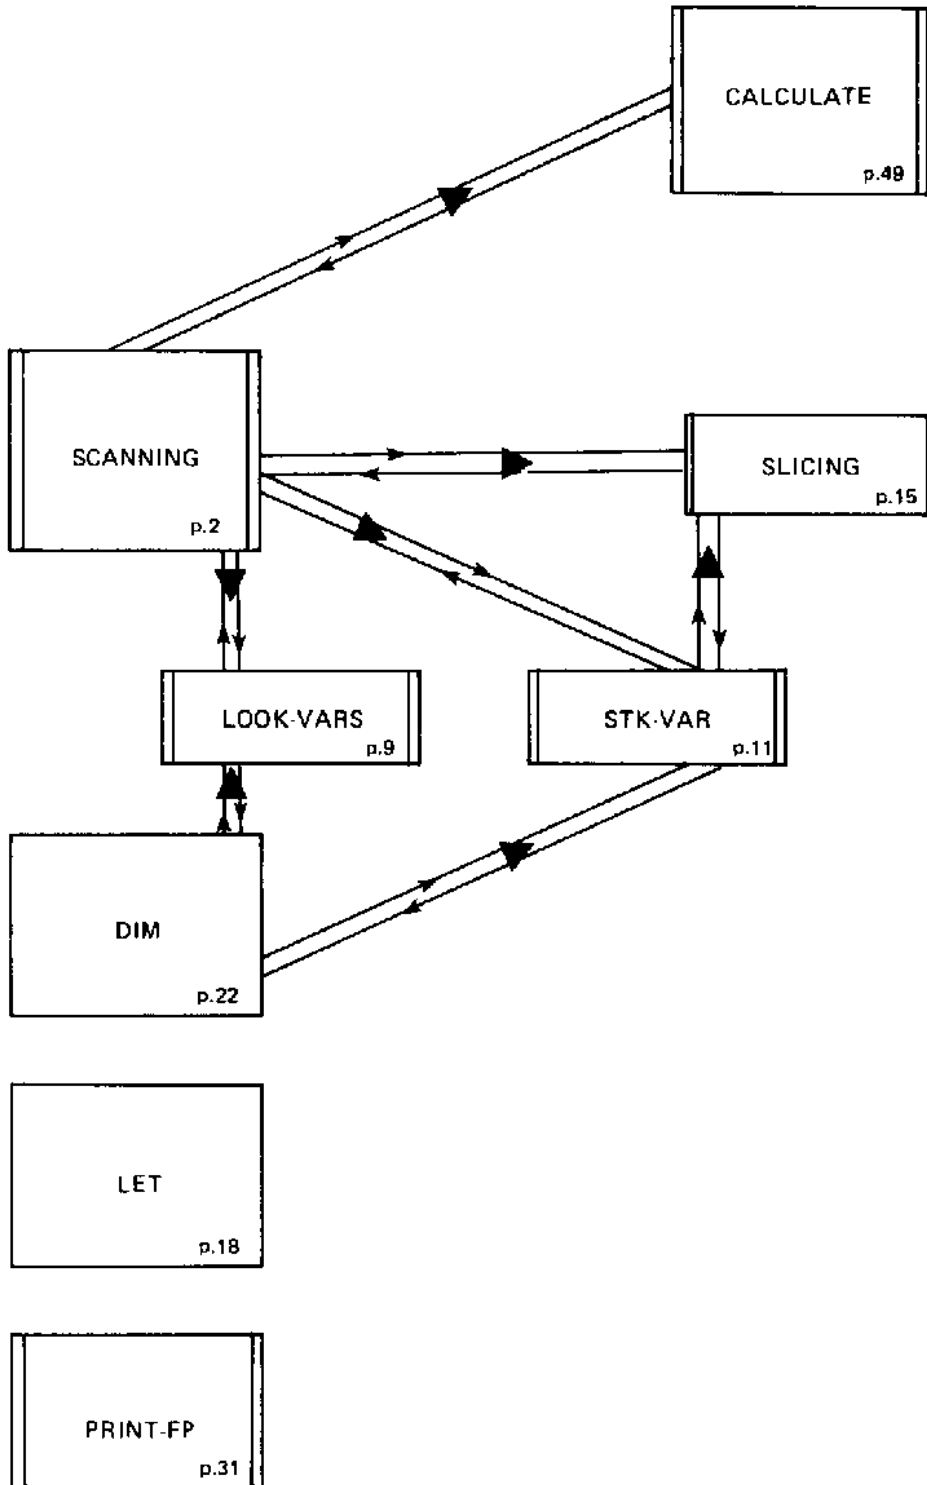 CALCULATE
p.49
SCANNING
p.2
SLICING
p.15
LOOK-VARS
p.9
STK-VAR
p.11
DIM
p.22
LET
p.18
PRINT-FP
p.31